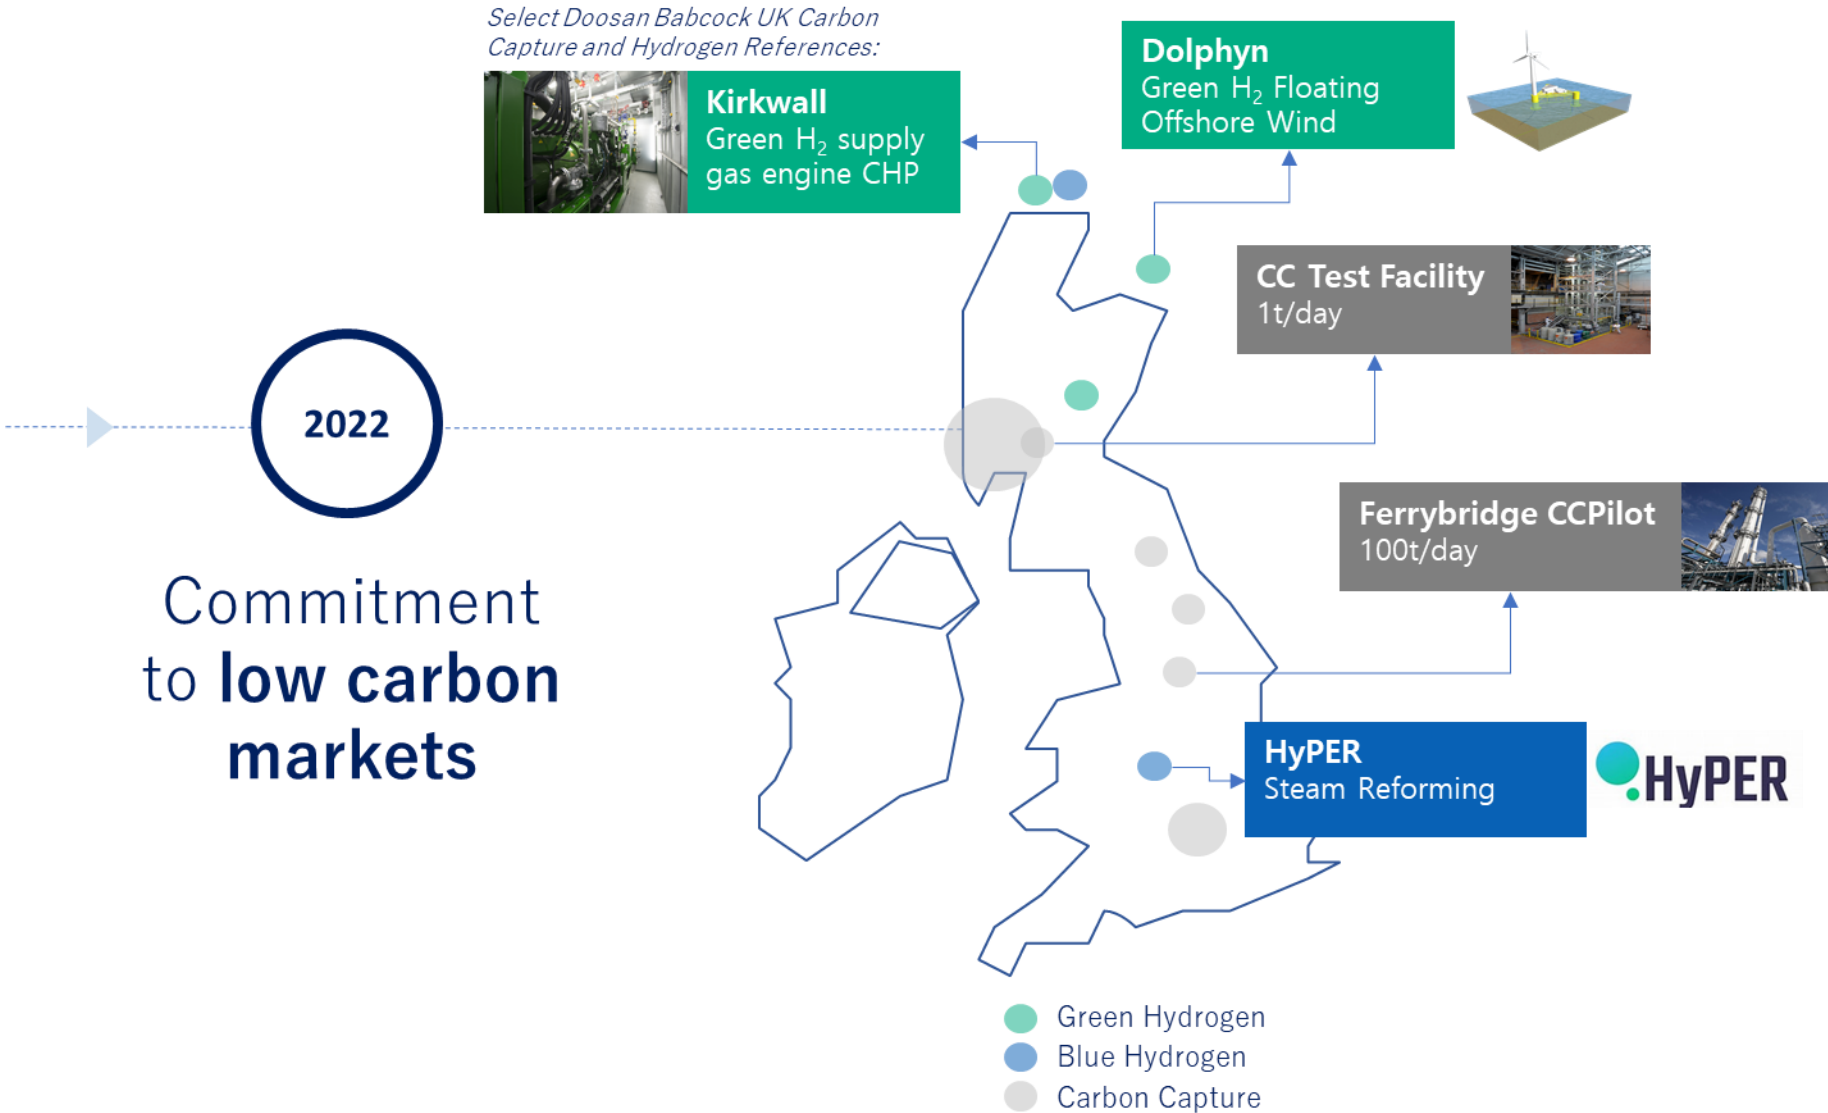 Select Doosan Babcock UK Carbon
Capture and Hydrogen References:
Kirkwall
Green H₂ supply
gas engine CHP
Dolphyn
Green H₂ Floating
Offshore Wind
CC Test Facility
1t/day
2022
Commitment
to low carbon
markets
Ferrybridge CCPilot
100t/day
HyPER
Steam Reforming
HyPER
Green Hydrogen
Blue Hydrogen
Carbon Capture